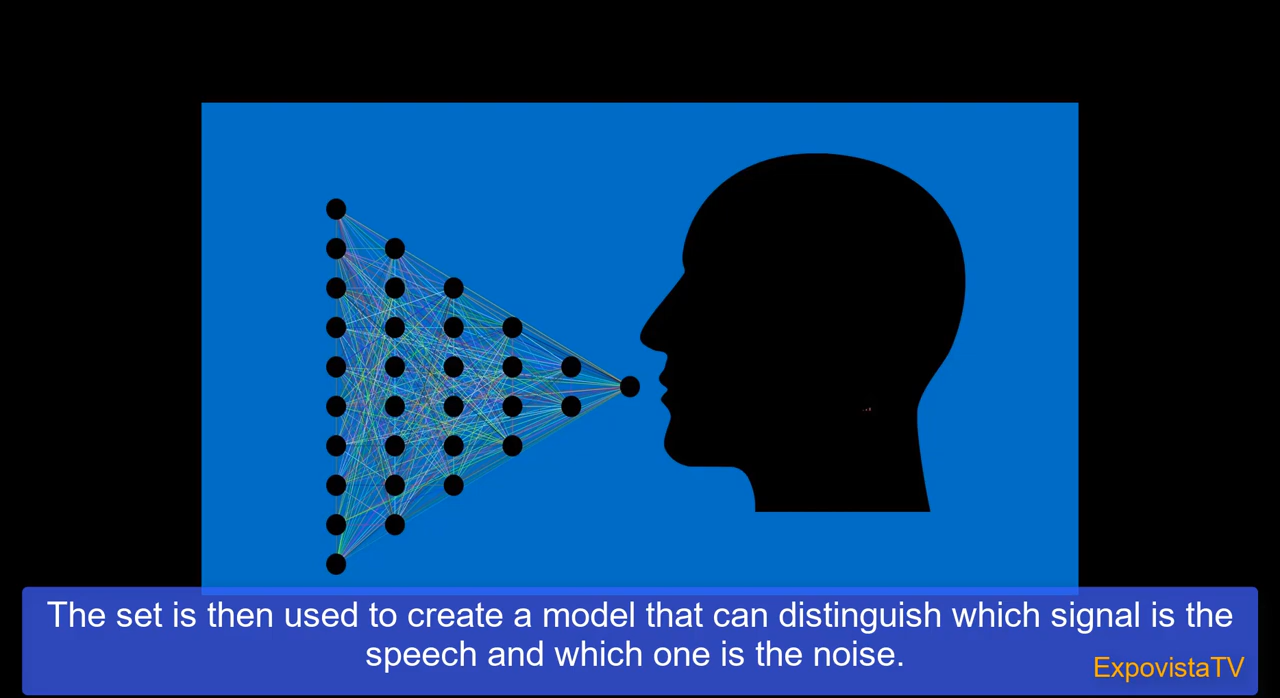 The set is then used to create a model that can distinguish which signal is the
speech and which one is the noise.
ExpovistaTV